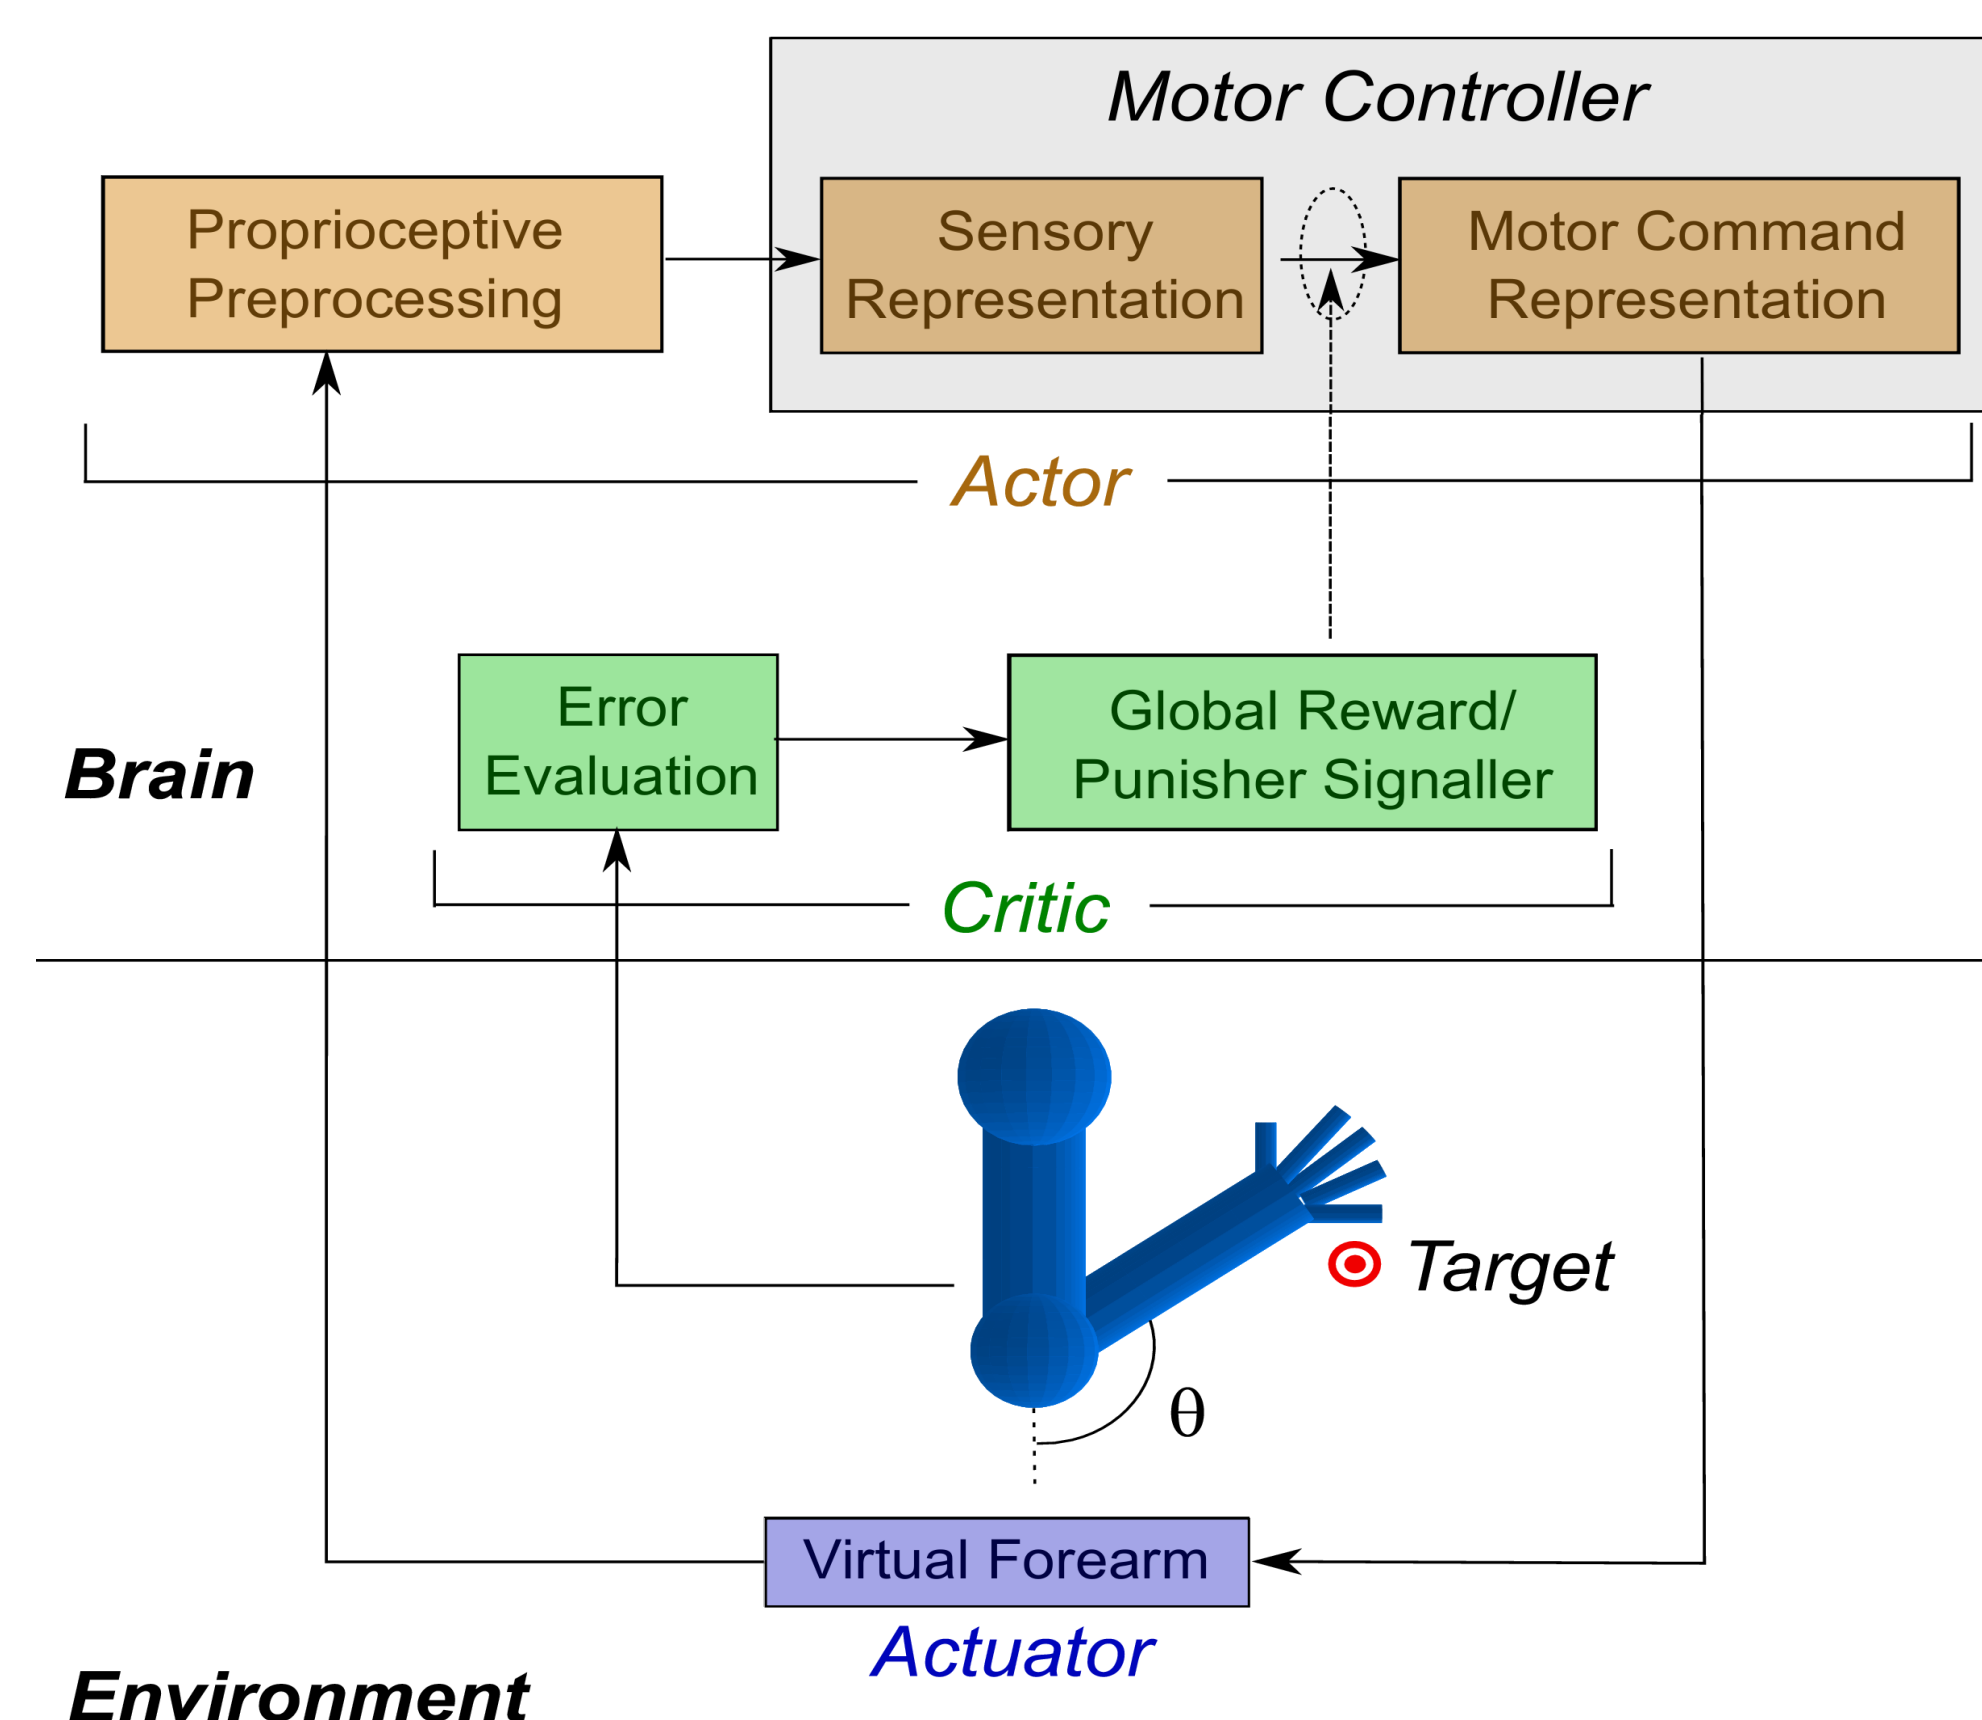 Motor Controller
Proprioceptive
Preprocessing
Sensory
Representation
Motor Command
Representation
Actor
Error
Evaluation
Global Reward/
Punisher Signaller
Brain
Critic
Target
θ
Virtual Forearm
Actuator
Environment